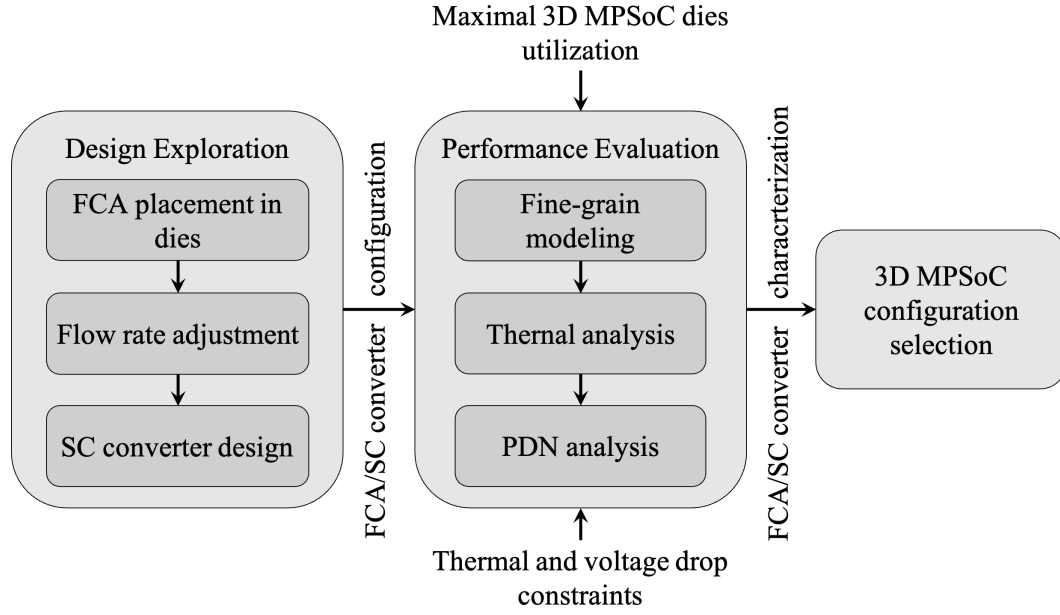 Maximal 3D MPSoC dies
utilization
Design Exploration
FCA placement in
dies
Flow rate adjustment
SC converter design
FCA/SC converter configuration
Performance Evaluation
Fine-grain
modeling
Thenal analysis
PDN analysis
Thermal and voltage drop
constraints
FCA/SC converter characrterization
3D MPSoC
configuration
selection